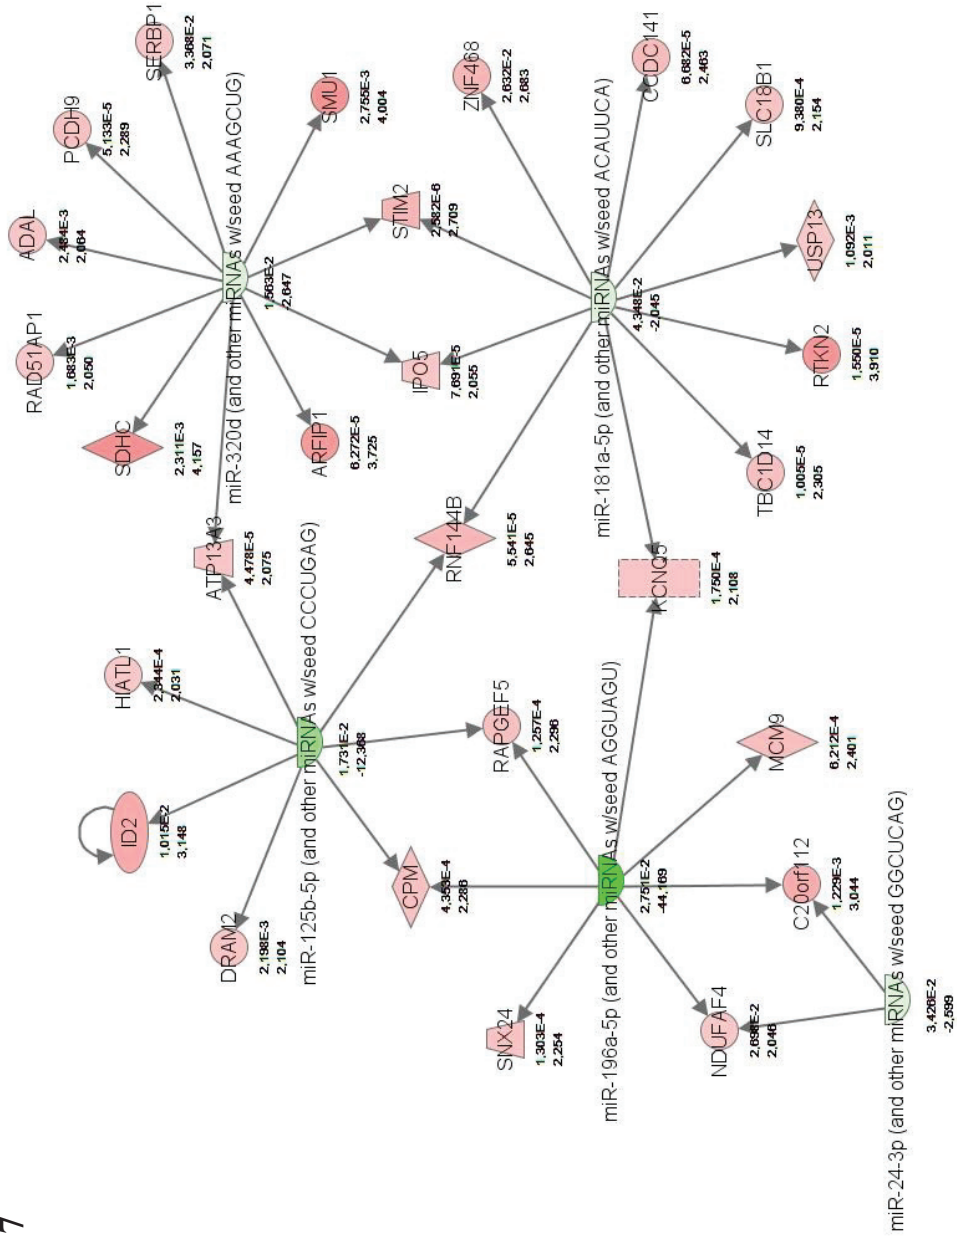 7
ADAL
2,484E-3
2,064
RAD51AP1
1,683E-3
2,050
PCDH9
5,133E-5
2,289
SDHC
2,311E-3
4,157
HIATL1
2,344E-4
2,031
ID2
1,015E-2
3,148
SERBP1
3,368E-2
2,071
DRAM2
2,198E-3
2,104
ATP13A3
4,478E-5
2,075
miR-320d (and other miRNAs w/seed AAAGCUG)
1,563E-2
-2,647
miR-125b-5p (and other miRNAs w/seed CCCUGAG)
1,731E-2
-12,368
ARFIP1
6,272E-5
3,725
SMU1
2,755E-3
4,004
CPM
4,353E-4
2,286
IPO5
7,691E-5
2,055
STIM2
2,582E-6
2,709
RNF144B
5,541E-5
2,645
ZNF468
2,632E-2
2,683
SNX24
1,303E-4
2,254
RAPGEF5
1,257E-4
2,296
miR-196a-5p (and other miRNAs w/seed AGGUAGU)
2,751E-2
-44,169
miR-181a-5p (and other miRNAs w/seed ACAUUCA)
4,348E-2
-2,045
KCNQ5
1,750E-4
2,108
CCDC141
6,682E-5
2,463
NDUFAF4
2,698E-2
2,046
MCM9
6,212E-4
2,401
TBC1D14
1,005E-5
2,305
SLC18B1
9,380E-4
2,154
C20orf112
1,229E-3
3,044
RTKN2
1,550E-5
3,910
USP13
1,092E-3
2,011
miR-24-3p (and other miRNAs w/seed GGCUCAG)
3,426E-2
-2,599